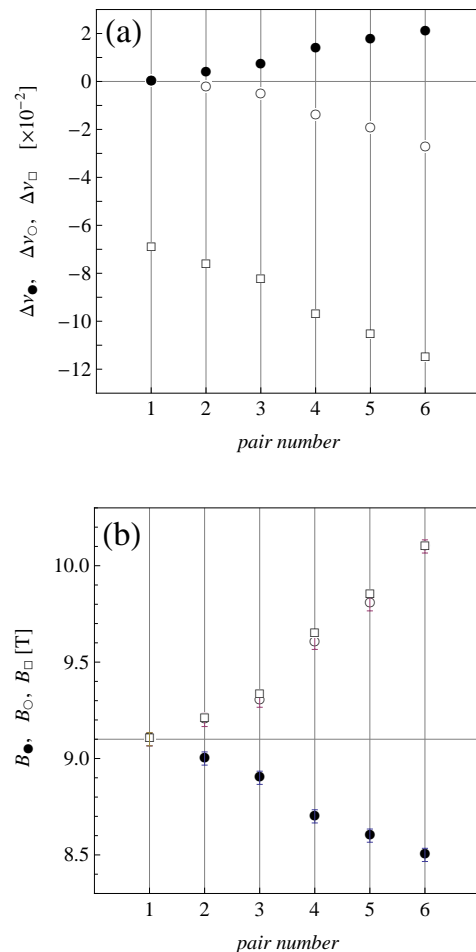 (a)
Δν●, Δν○, Δν□ [×10⁻²]
2
0
−2
−4
−6
−8
−10
−12
1 2 3 4 5 6
pair number
(b)
B●, B○, B□ [T]
10.0
9.5
9.0
8.5
1 2 3 4 5 6
pair number